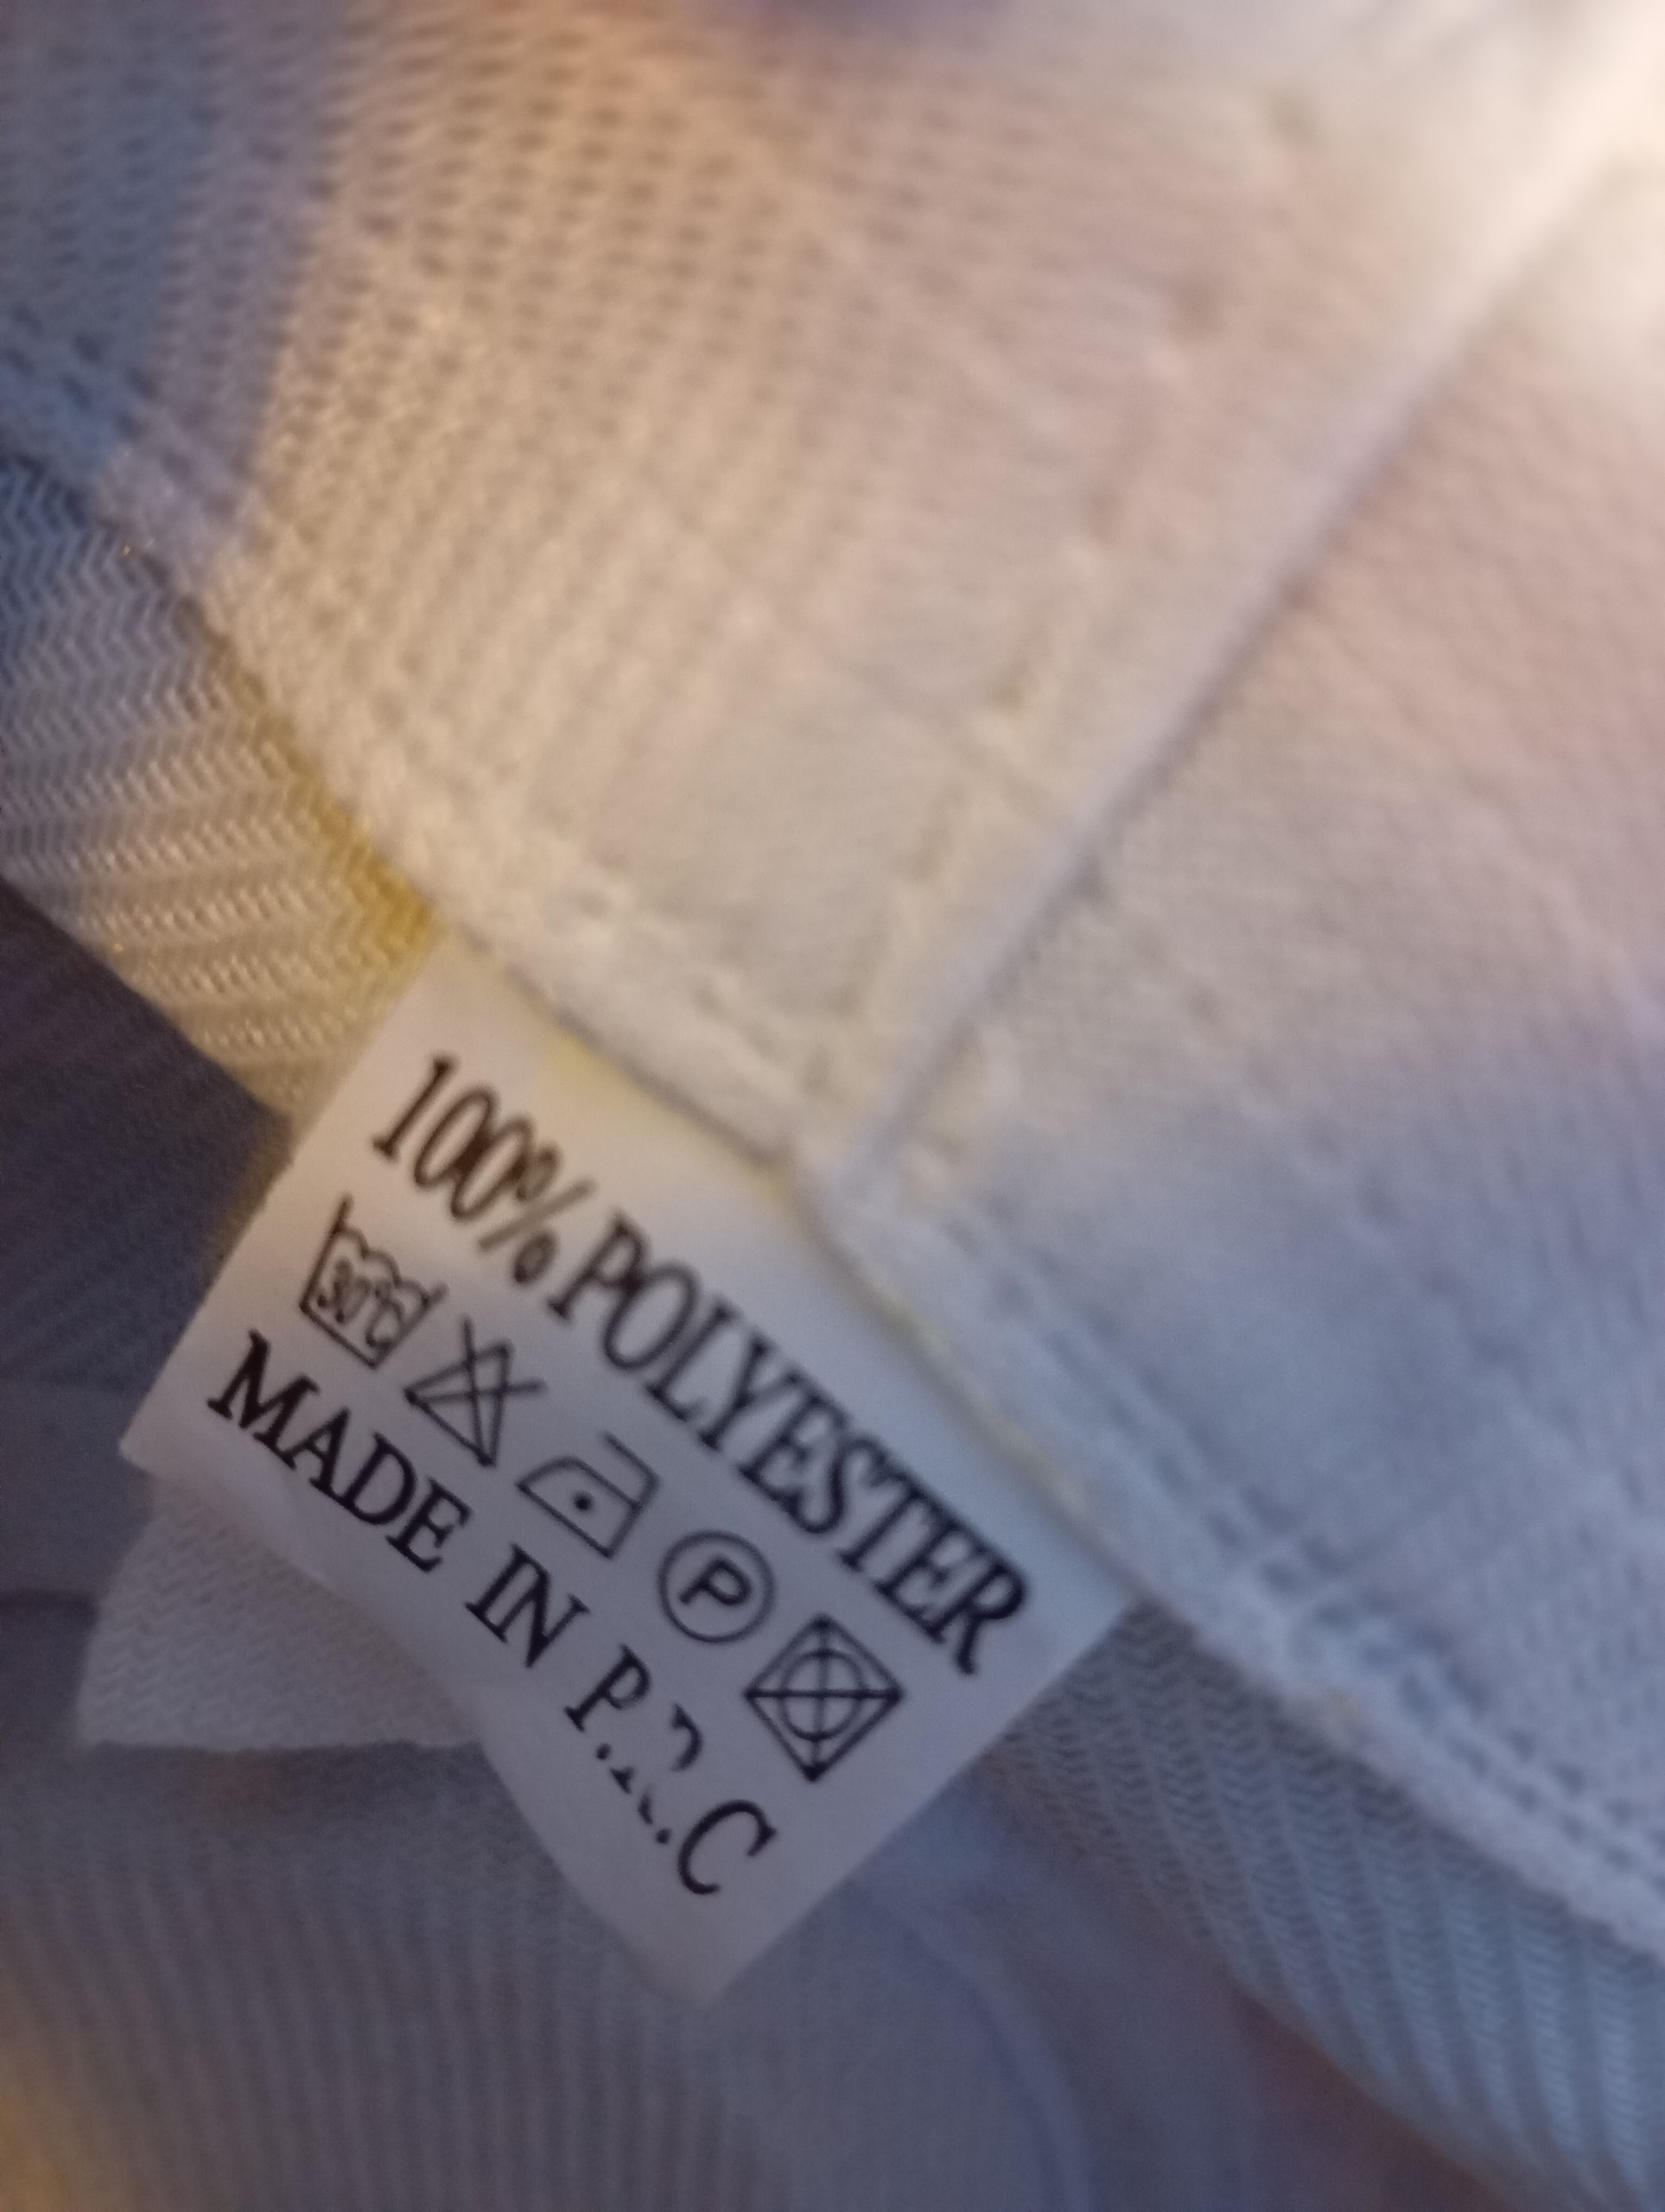 100% POLYESTER
30°C P
MADE IN P.R.C